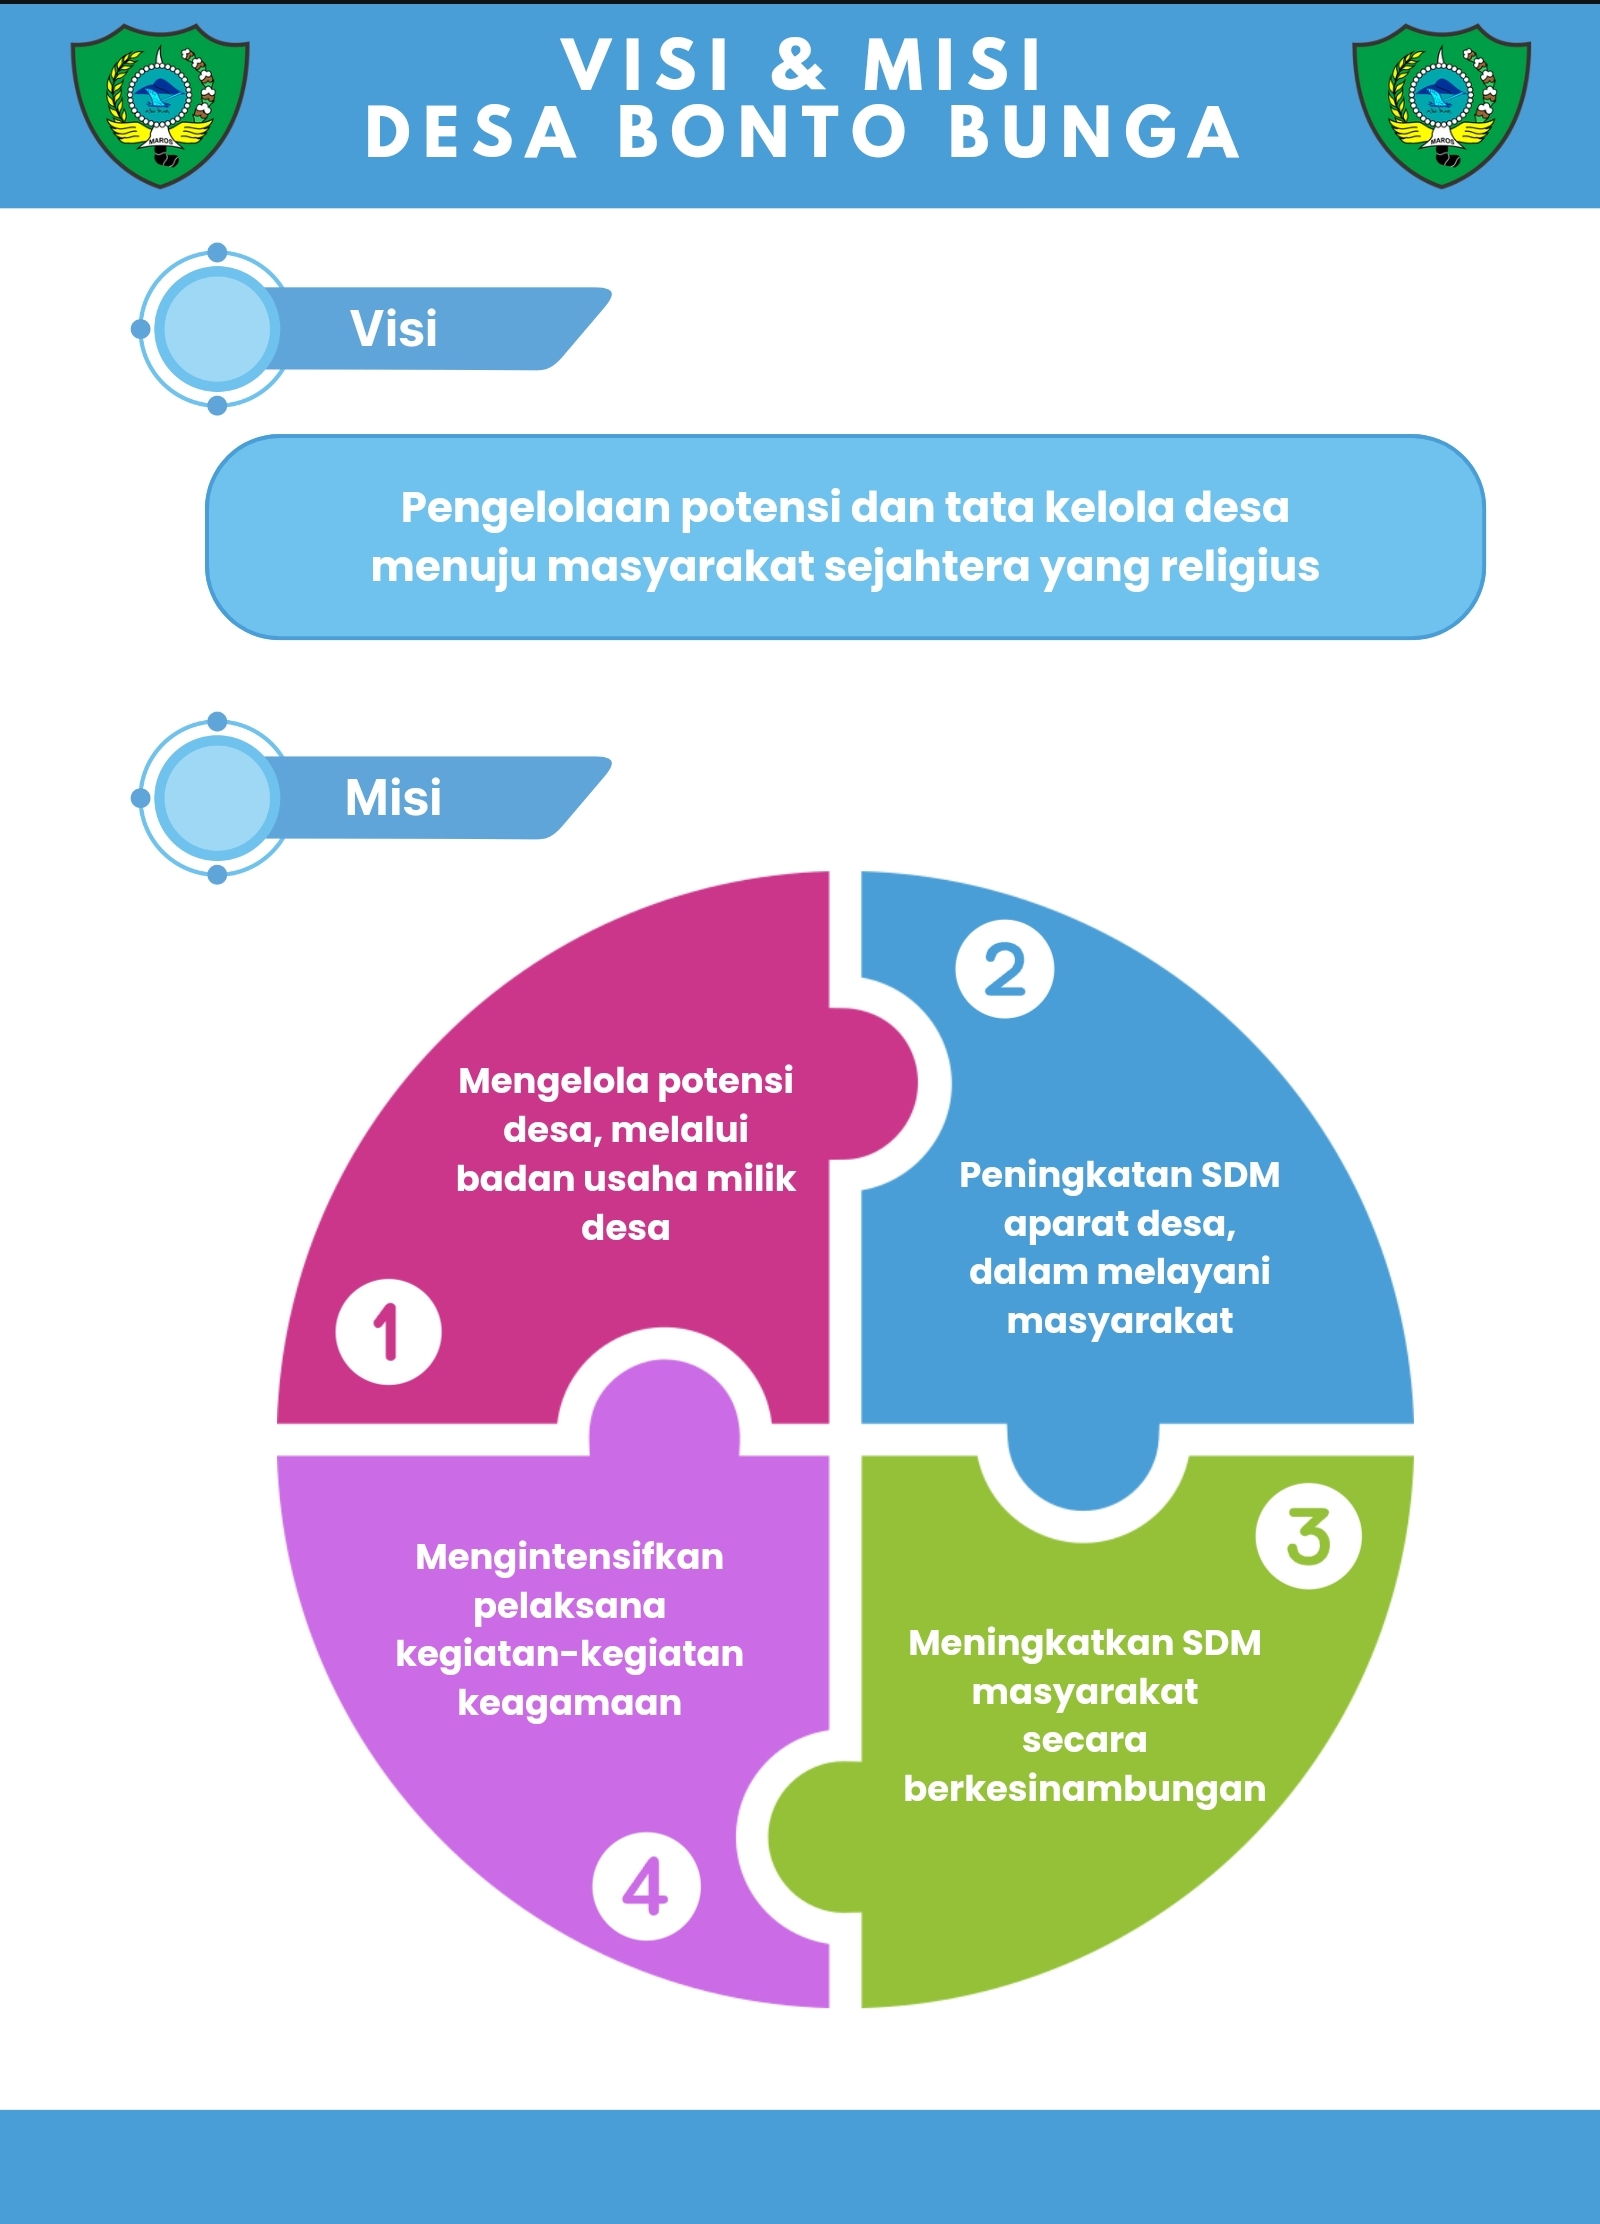 VISI & MISI
DESA BONTO BUNGA
MAROS
MAROS
Visi
Pengelolaan potensi dan tata kelola desa
menuju masyarakat sejahtera yang religius
Misi
1
Mengelola potensi
desa, melalui
badan usaha milik
desa
2
Peningkatan SDM
aparat desa,
dalam melayani
masyarakat
3
Meningkatkan SDM
masyarakat
secara
berkesinambungan
4
Mengintensifkan
pelaksana
kegiatan-kegiatan
keagamaan